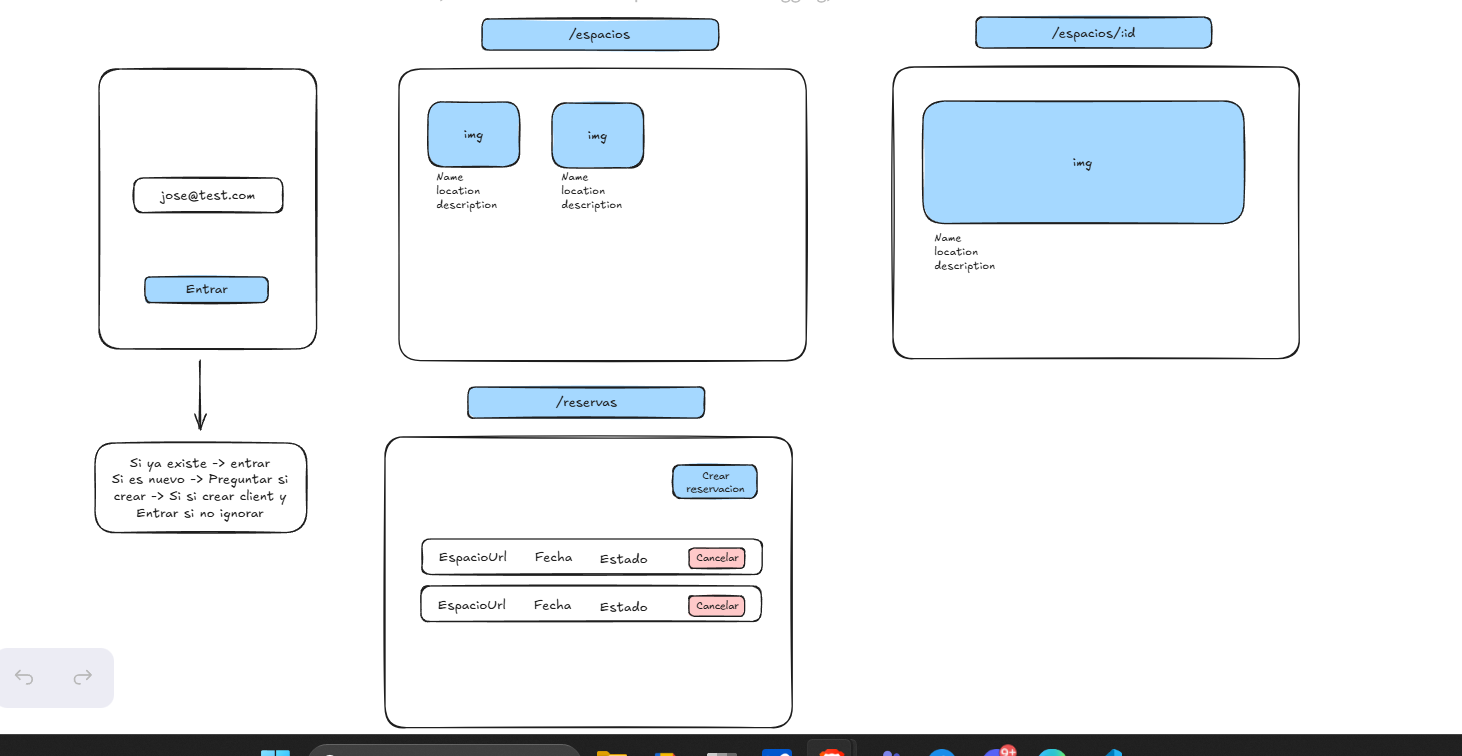 /espacios
/espacios/:id
jose@test.com
Entrar
img
img
Name
location
description
Name
location
description
img
Name
location
description
Si ya existe -> entrar
Si es nuevo -> Preguntar si
crear -> Si si crear client y
Entrar si no ignorar
/reservas
Crear
reservacion
EspacioUrl Fecha Estado Cancelar
EspacioUrl Fecha Estado Cancelar
9+